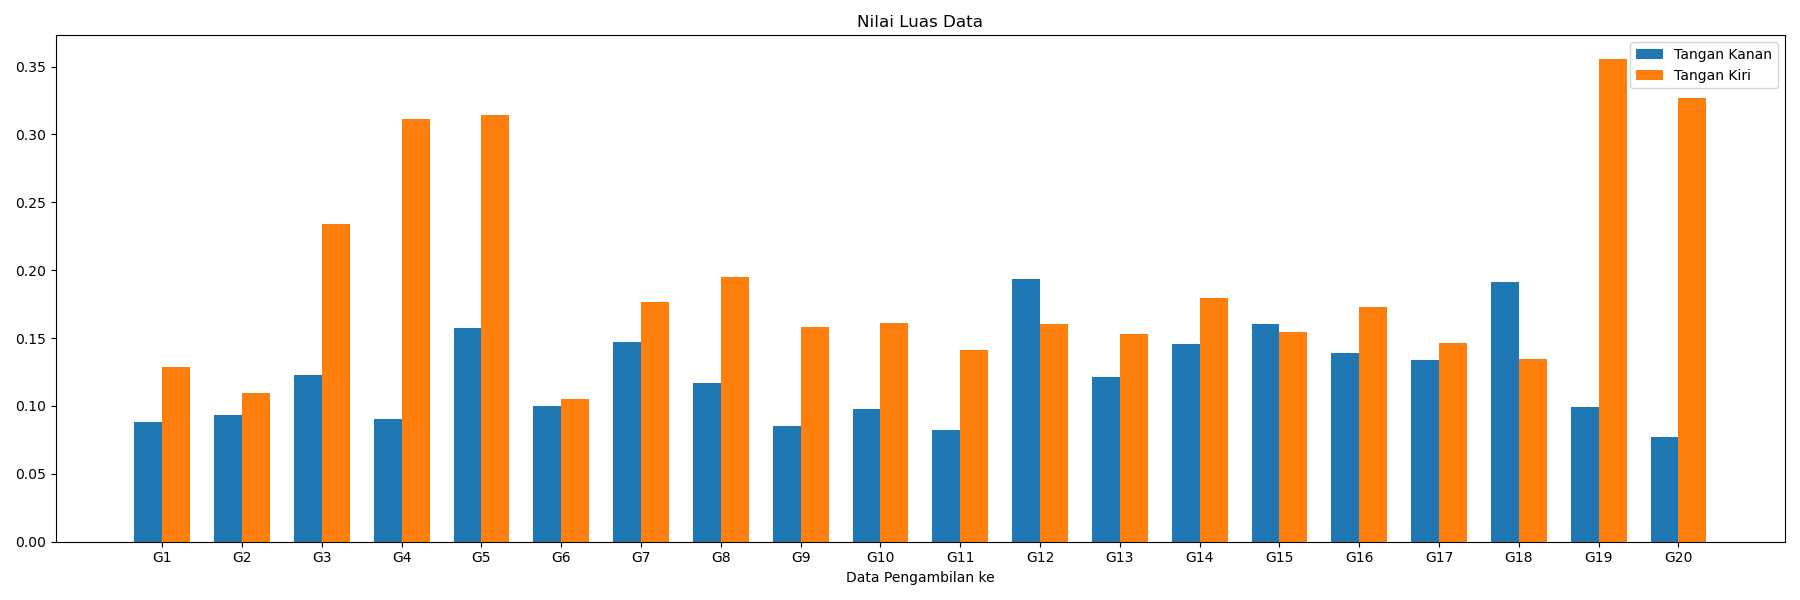 Nilai Luas Data
Tangan Kanan
Tangan Kiri
0.35
0.30
0.25
0.20
0.15
0.10
0.05
0.00
G1 G2 G3 G4 G5 G6 G7 G8 G9 G10 G11 G12 G13 G14 G15 G16 G17 G18 G19 G20
Data Pengambilan ke